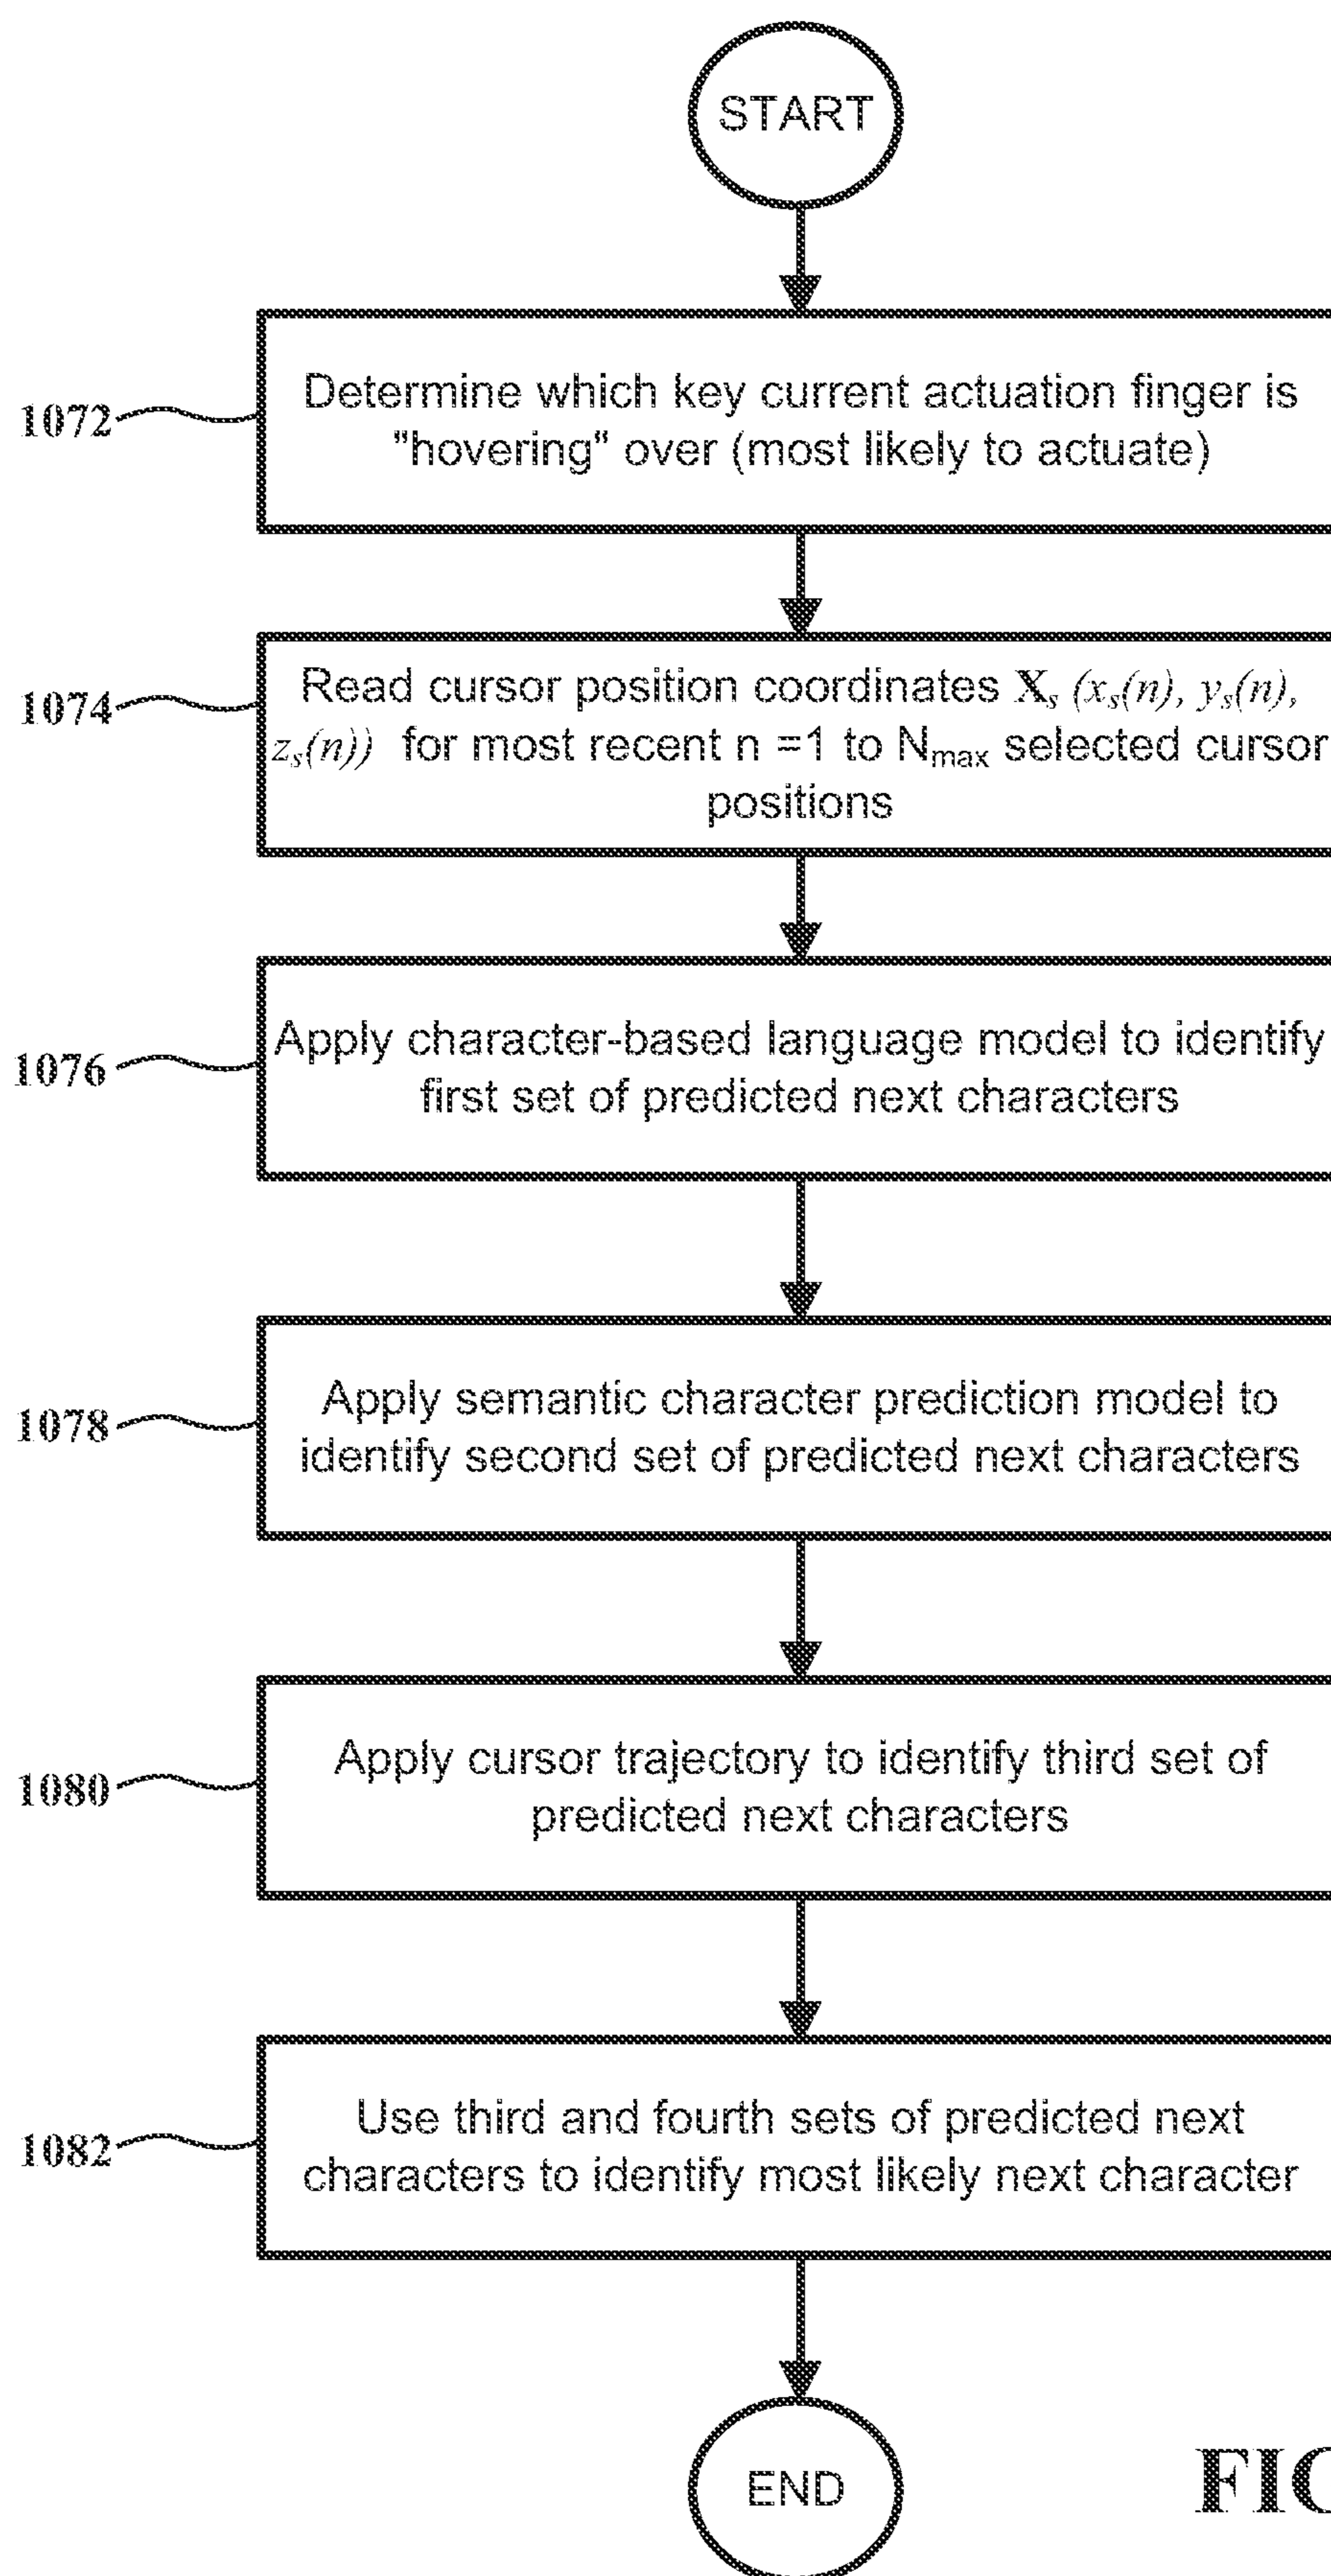 START
1072
Determine which key current actuation finger is
"hovering" over (most likely to actuate)
1074
Read cursor position coordinates Xs (xs(n), ys(n),
zs(n)) for most recent n =1 to Nmax selected cursor
positions
1076
Apply character-based language model to identify
first set of predicted next characters
1078
Apply semantic character prediction model to
identify second set of predicted next characters
1080
Apply cursor trajectory to identify third set of
predicted next characters
1082
Use third and fourth sets of predicted next
characters to identify most likely next character
END